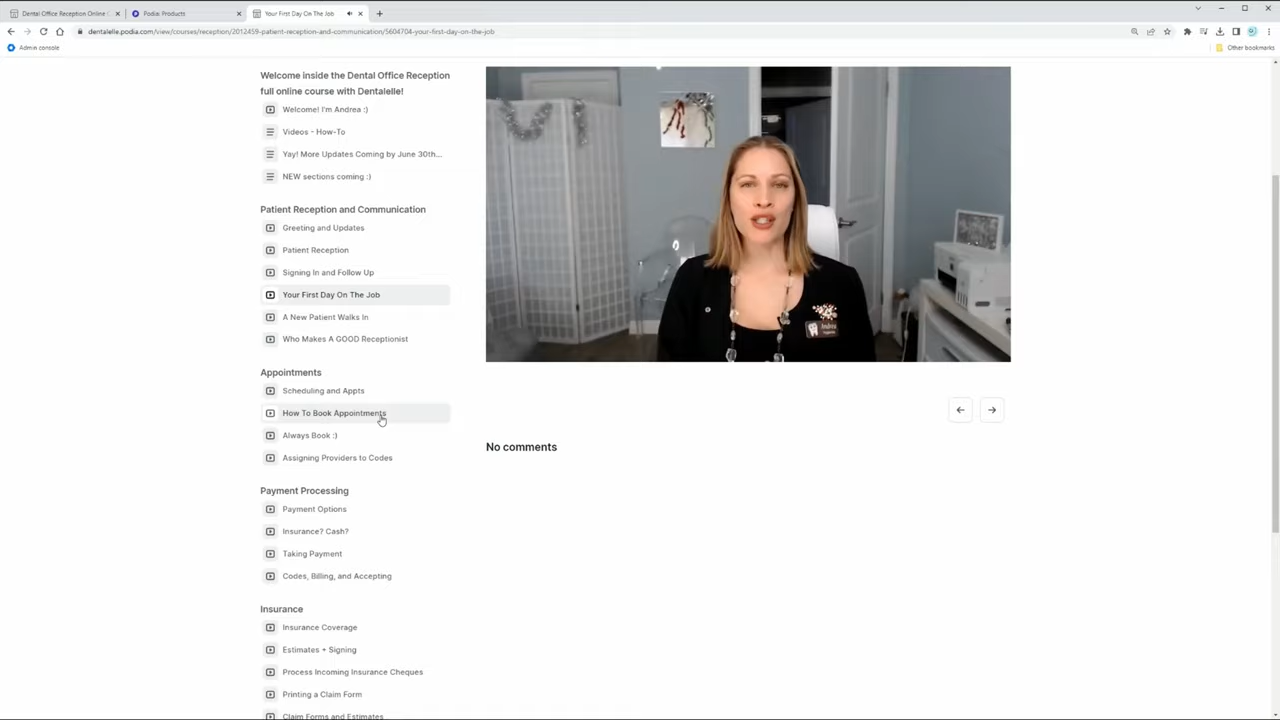 Dental Office Reception Online
Podia Products
Your First Day On The Job
dentalelle.podia.com/view/courses/reception/2012459-patient-reception-and-communication/5604704-your-first-day-on-the-job
Admin console
Other bookmarks
Welcome inside the Dental Office Reception
full online course with Dentalelle!
Welcome! I'm Andrea :)
Videos - How-To
Yay! More Updates Coming by June 30th...
NEW sections coming :)
Patient Reception and Communication
Greeting and Updates
Patient Reception
Signing In and Follow Up
Your First Day On The Job
A New Patient Walks In
Who Makes A GOOD Receptionist
Appointments
Scheduling and Appts
How To Book Appointments
Always Book :)
Assigning Providers to Codes
Payment Processing
Payment Options
Insurance? Cash?
Taking Payment
Codes, Billing, and Accepting
Insurance
Insurance Coverage
Estimates + Signing
Process Incoming Insurance Cheques
Printing a Claim Form
Claim Forms and Estimates
No comments
Andrea